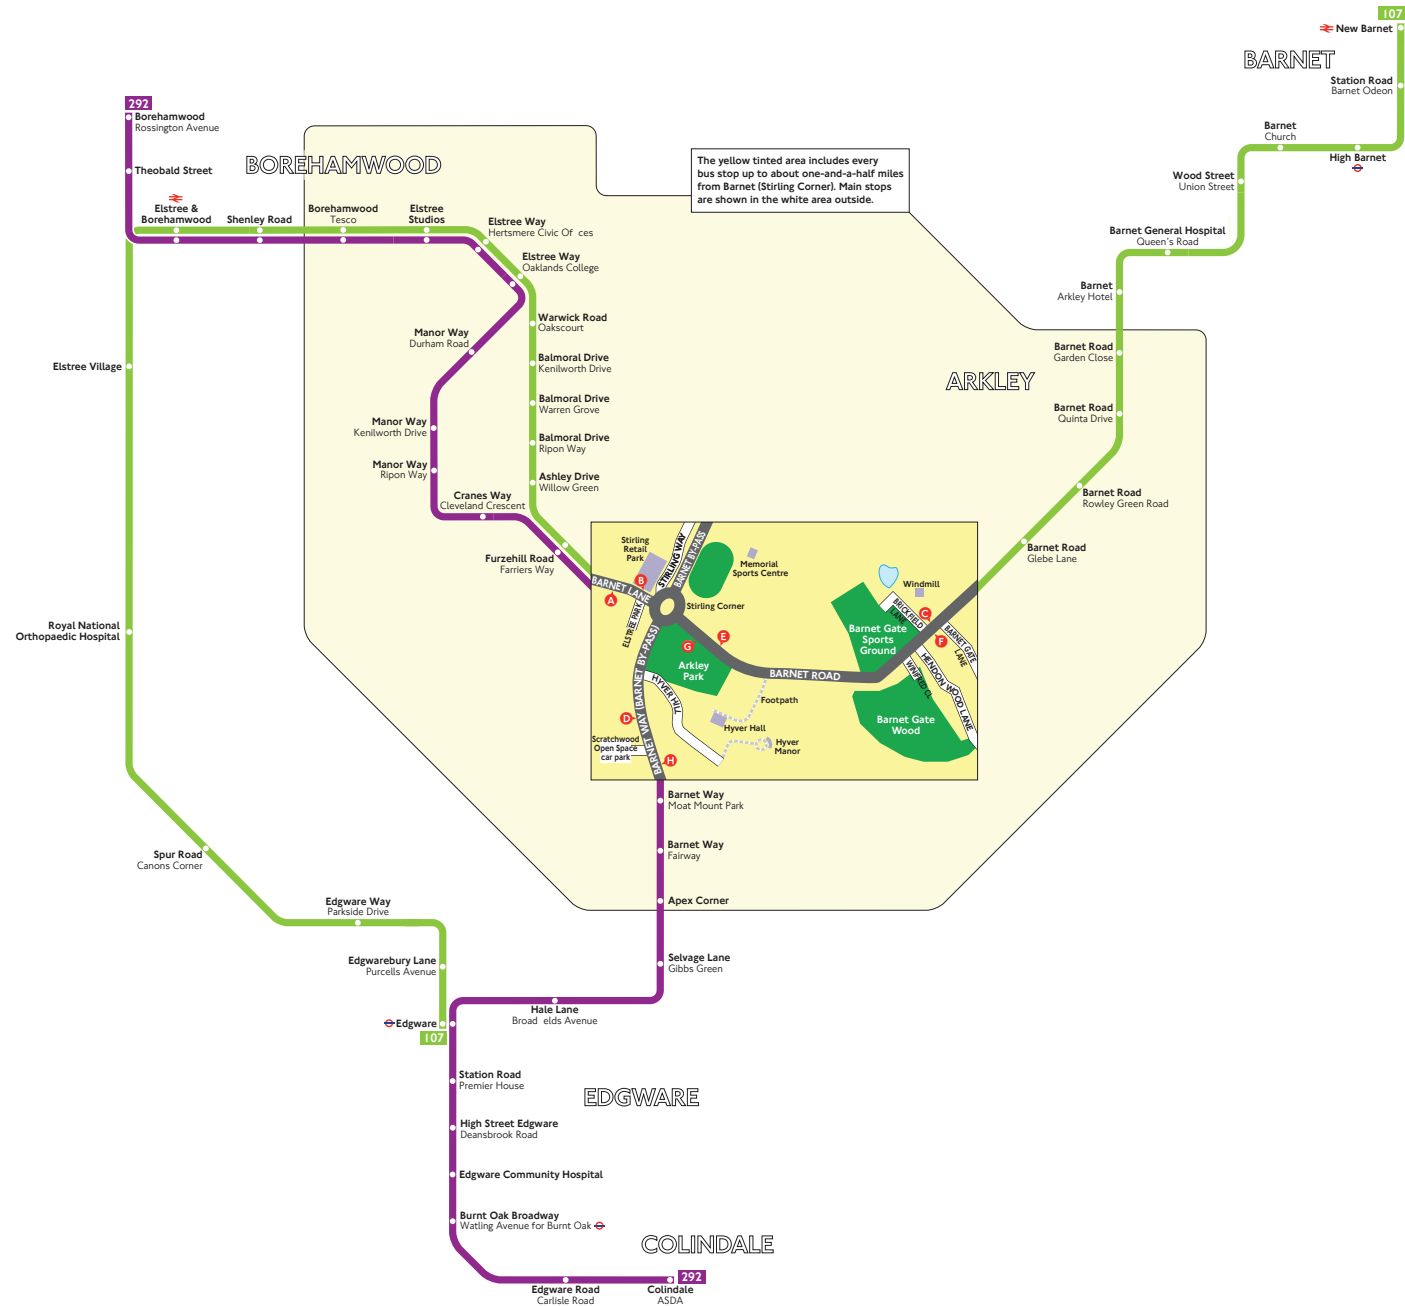 107
New Barnet
BARNET
Station Road
Barnet Odeon
292
Borehamwood
Rossington Avenue
Barnet
Church
High Barnet
BOREHAMWOOD
The yellow tinted area includes every
bus stop up to about one-and-a-half miles
from Barnet (Stirling Corner). Main stops
are shown in the white area outside.
Theobald Street
Wood Street
Union Street
Elstree &
Borehamwood
Shenley Road
Borehamwood
Tesco
Elstree
Studios
Elstree Way
Hertsmere Civic Of ces
Barnet General Hospital
Queen's Road
Elstree Way
Oaklands College
Barnet
Arkley Hotel
Warwick Road
Oakscourt
Manor Way
Durham Road
Balmoral Drive
Kenilworth Drive
Barnet Road
Garden Close
Elstree Village
ARKLEY
Balmoral Drive
Warren Grove
Barnet Road
Quinta Drive
Manor Way
Kenilworth Drive
Balmoral Drive
Ripon Way
Manor Way
Ripon Way
Ashley Drive
Willow Green
Barnet Road
Rowley Green Road
Cranes Way
Cleveland Crescent
Furzehill Road
Farriers Way
Barnet Road
Glebe Lane
Stirling
Retail
Park
STIRLING WAY
BARNET BY-PASS
Memorial
Sports Centre
BARNET LANE
B
A
Stirling Corner
ELSTREE PARK
Windmill
BRICKFIELD
LANE
C
F
BARNET GATE
LANE
Barnet Gate
Sports
Ground
E
G
Arkley
Park
BARNET WAY (BARNET BY-PASS)
HYVER HILL
BARNET ROAD
HENDON WOOD LANE
WINIFRED CL
Footpath
D
Hyver Hall
Barnet Gate
Wood
Scratchwood
Open Space
car park
Hyver
Manor
H
Royal National
Orthopaedic Hospital
Barnet Way
Moat Mount Park
Barnet Way
Fairway
Spur Road
Canons Corner
Apex Corner
Edgware Way
Parkside Drive
Edgwarebury Lane
Purcells Avenue
Selvage Lane
Gibbs Green
Hale Lane
Broad elds Avenue
Edgware
107
Station Road
Premier House
EDGWARE
High Street Edgware
Deansbrook Road
Edgware Community Hospital
Burnt Oak Broadway
Watling Avenue for Burnt Oak
COLINDALE
292
Edgware Road
Carlisle Road
Colindale
ASDA